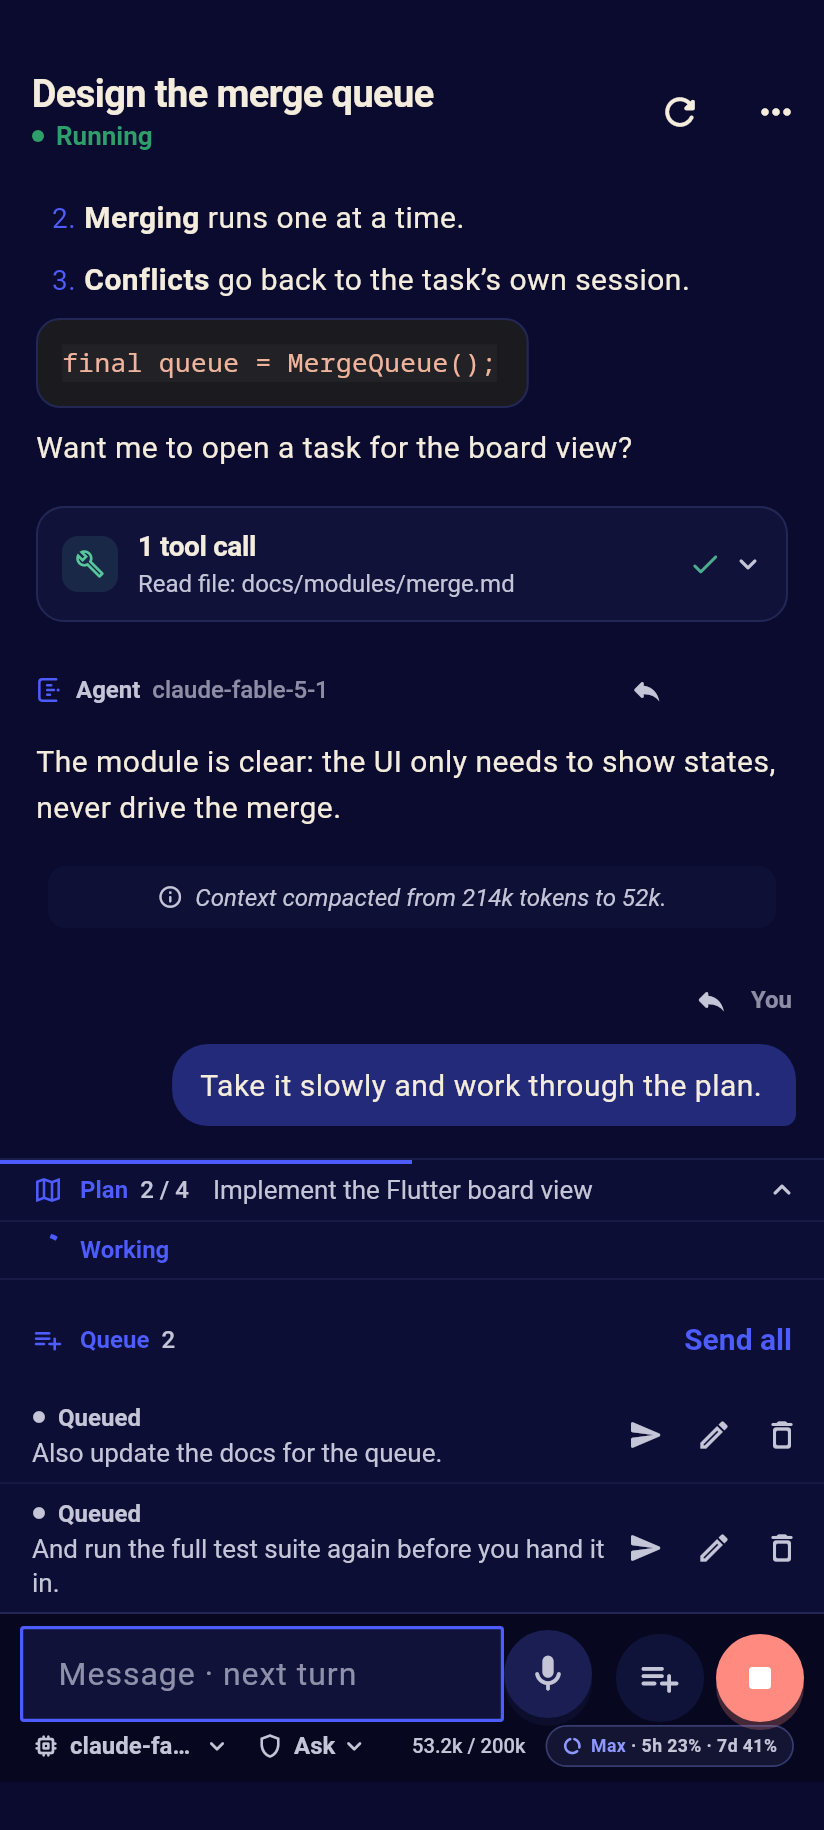 Design the merge queue
Running
2. Merging runs one at a time.
3. Conflicts go back to the task’s own session.
final queue = MergeQueue();
Want me to open a task for the board view?
1 tool call
Read file: docs/modules/merge.md
Agent claude-fable-5-1
The module is clear: the UI only needs to show states,
never drive the merge.
Context compacted from 214k tokens to 52k.
You
Take it slowly and work through the plan.
Plan 2 / 4 Implement the Flutter board view
Working
Queue 2 Send all
Queued
Also update the docs for the queue.
Queued
And run the full test suite again before you hand it
in.
Message · next turn
claude-fa… Ask 53.2k / 200k Max · 5h 23% · 7d 41%